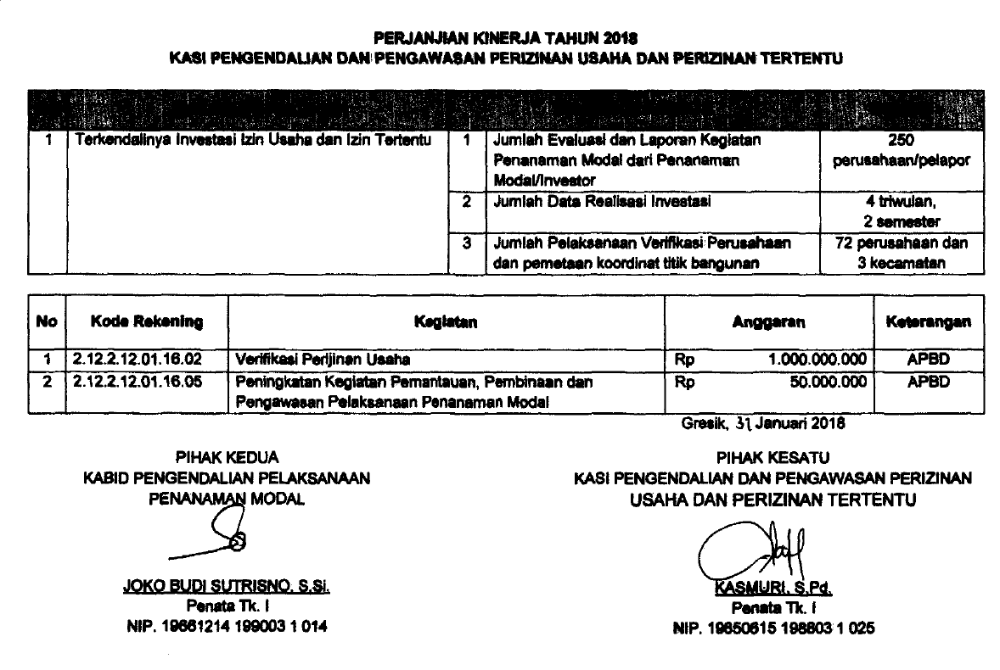 PERJANJIAN KINERJA TAHUN 2018
KASI PENGENDALIAN DAN PENGAWASAN PERIZINAN USAHA DAN PERIZINAN TERTENTU
1 Terkendalinya Investasi Izin Usaha dan Izin Tertentu 1 Jumlah Evaluasi dan Laporan Kegiatan 250
Penanaman Modal dari Penanaman perusahaan/pelapor
Modal/Investor
2 Jumlah Data Realisasi Investasi 4 triwulan,
2 semester
3 Jumlah Pelaksanaan Verifikasi Perusahaan 72 perusahaan dan
dan pemetaan koordinat titik bangunan 3 kecamatan
No Kode Rekening Kegiatan Anggaran Keterangan
1 2.12.2.12.01.16.02 Verifikasi Perijinan Usaha Rp 1.000.000.000 APBD
2 2.12.2.12.01.16.05 Peningkatan Kegiatan Pemantauan, Pembinaan dan Rp 50.000.000 APBD
Pengawasan Pelaksanaan Penanaman Modal
Gresik, 31 Januari 2018
PIHAK KEDUA
KABID PENGENDALIAN PELAKSANAAN
PENANAMAN MODAL
JOKO BUDI SUTRISNO, S.Si.
Penata Tk. I
NIP. 19661214 199003 1 014
PIHAK KESATU
KASI PENGENDALIAN DAN PENGAWASAN PERIZINAN
USAHA DAN PERIZINAN TERTENTU
KASMURI, S.Pd.
Penata Tk. I
NIP. 19650615 198803 1 025